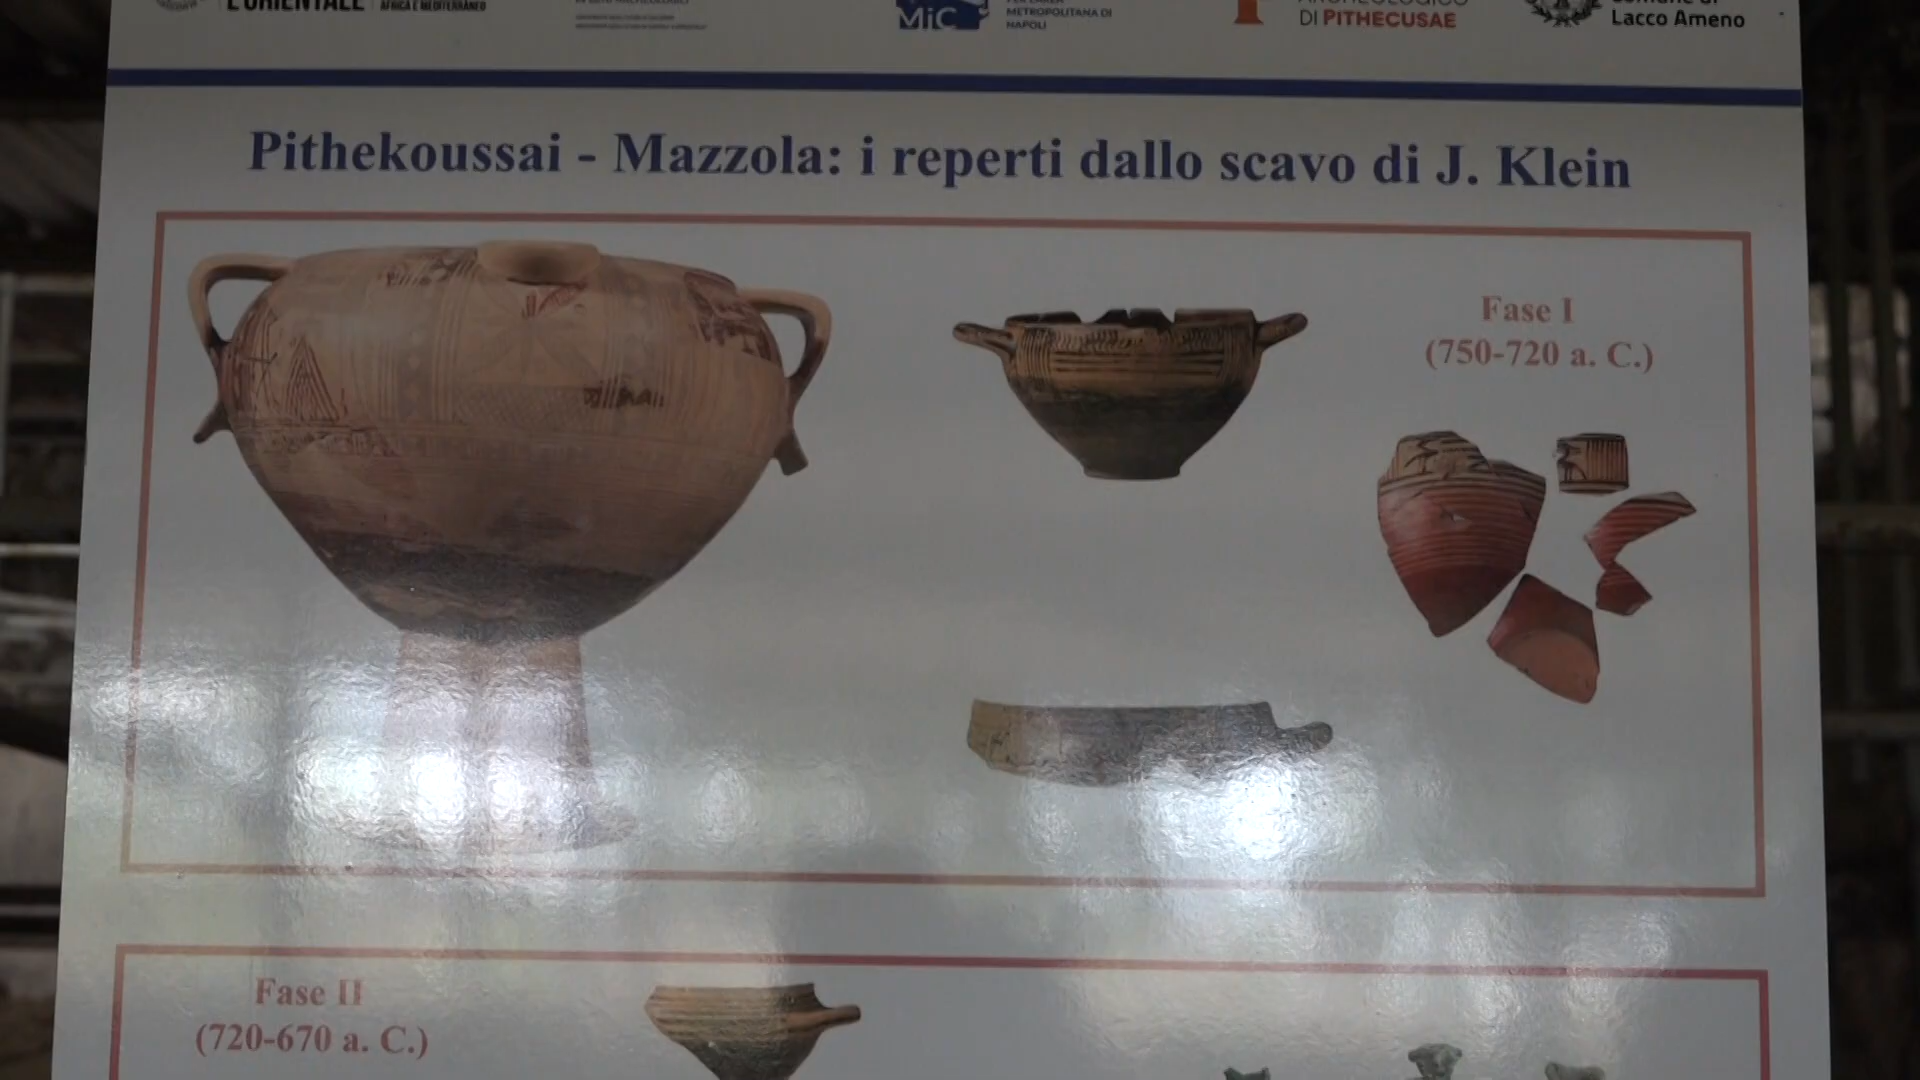 L'ORIENTALE
AFRICA E MEDITERRANEO
MiC
METROPOLITANA DI
NAPOLI
DI PITHECUSAE
Lacco Ameno
Pithekoussai - Mazzola: i reperti dallo scavo di J. Klein
Fase I
(750-720 a. C.)
Fase II
(720-670 a. C.)